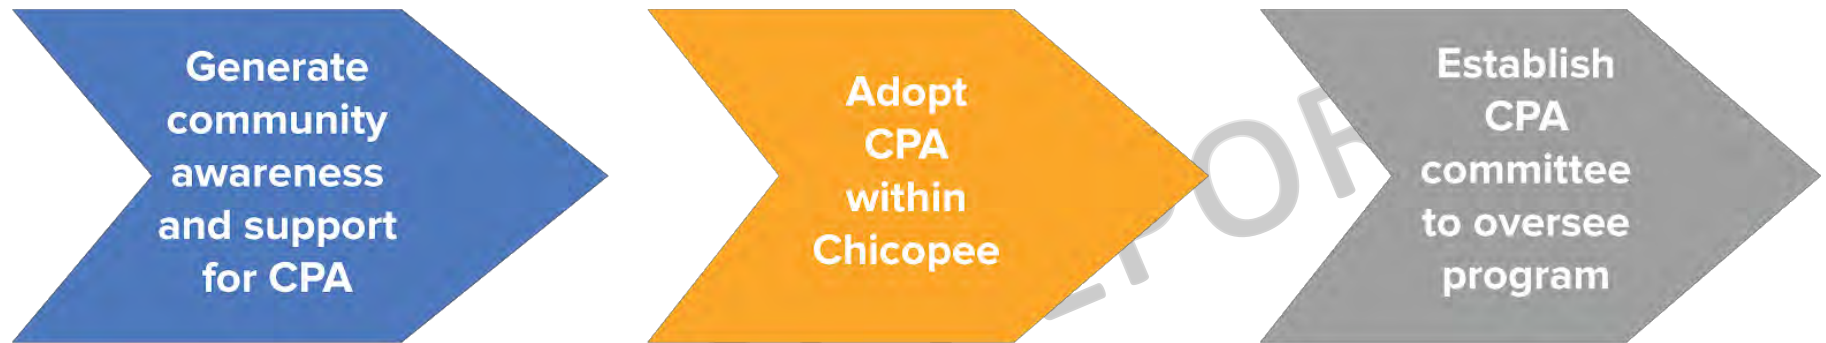 Generate
community
awareness
and support
for CPA
Adopt
CPA
within
Chicopee
Establish
CPA
committee
to oversee
program